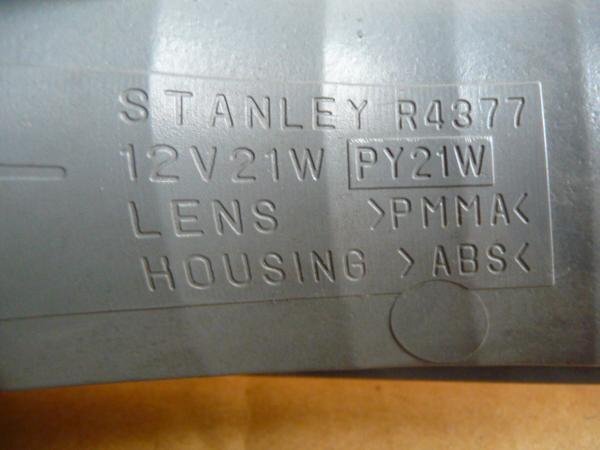 STANLEY R4377
12V21W PY21W
LENS >PMMA<
HOUSING >ABS<